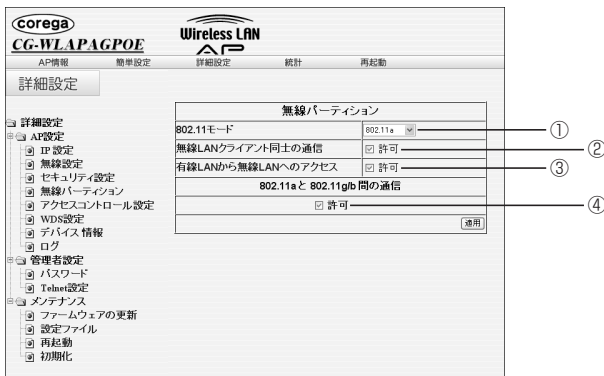 corega
CG-WLAPAGPOE
Wireless LAN
AP
AP情報 簡単設定 詳細設定 統計 再起動
詳細設定
詳細設定
AP設定
IP設定
無線設定
セキュリティ設定
無線パーティション
アクセスコントロール設定
WDS設定
デバイス情報
ログ
管理者設定
パスワード
Telnet設定
メンテナンス
ファームウェアの更新
設定ファイル
再起動
初期化
無線パーティション
802.11モード 802.11a ①
無線LANクライアント同士の通信 許可 ②
有線LANから無線LANへのアクセス 許可 ③
802.11aと802.11g/b間の通信
許可 ④
適用